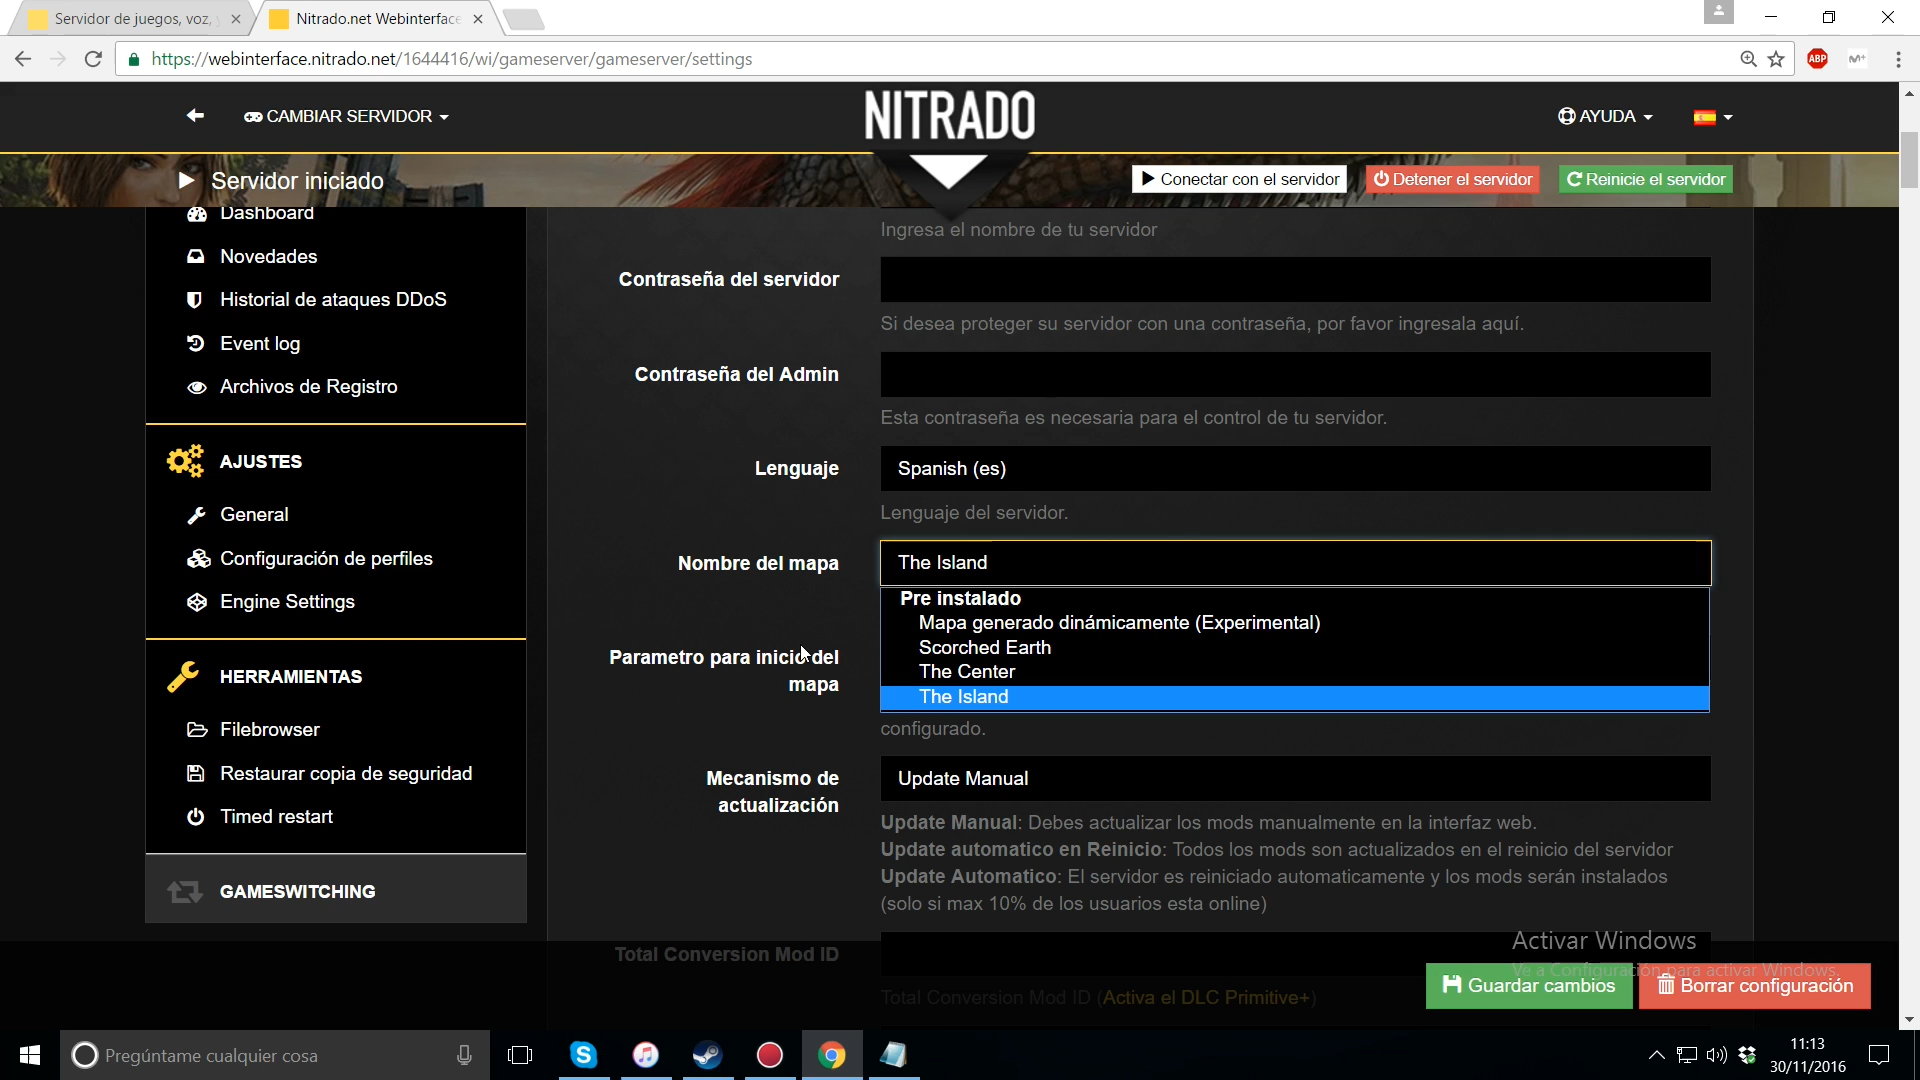 Servidor de juegos, voz,
Nitrado.net Webinterface
https://webinterface.nitrado.net/1644416/wi/gameserver/gameserver/settings
ABP
CAMBIAR SERVIDOR
NITRADO
AYUDA
Servidor iniciado
Conectar con el servidor
Detener el servidor
Reinicie el servidor
Dashboard
Novedades
Historial de ataques DDoS
Event log
Archivos de Registro
AJUSTES
General
Configuración de perfiles
Engine Settings
HERRAMIENTAS
Filebrowser
Restaurar copia de seguridad
Timed restart
GAMESWITCHING
Ingresa el nombre de tu servidor
Contraseña del servidor
Si desea proteger su servidor con una contraseña, por favor ingresala aquí.
Contraseña del Admin
Esta contraseña es necesaria para el control de tu servidor.
Lenguaje
Spanish (es)
Lenguaje del servidor.
Nombre del mapa
The Island
Pre instalado
Mapa generado dinámicamente (Experimental)
Scorched Earth
The Center
The Island
Parametro para inicio del
mapa
configurado.
Mecanismo de
actualización
Update Manual
Update Manual: Debes actualizar los mods manualmente en la interfaz web.
Update automatico en Reinicio: Todos los mods son actualizados en el reinicio del servidor
Update Automatico: El servidor es reiniciado automaticamente y los mods serán instalados
(solo si max 10% de los usuarios esta online)
Total Conversion Mod ID
Total Conversion Mod ID (Activa el DLC Primitive+)
Activar Windows
Ve a Configuración para activar Windows.
Guardar cambios
Borrar configuración
Pregúntame cualquier cosa
11:13
30/11/2016